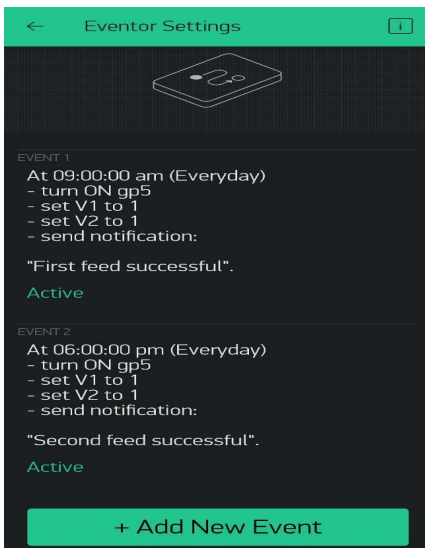 ← Eventor Settings i
EVENT 1
At 09:00:00 am (Everyday)
- turn ON gp5
- set V1 to 1
- set V2 to 1
- send notification:
"First feed successful".
Active
EVENT 2
At 06:00:00 pm (Everyday)
- turn ON gp5
- set V1 to 1
- set V2 to 1
- send notification:
"Second feed successful".
Active
+ Add New Event